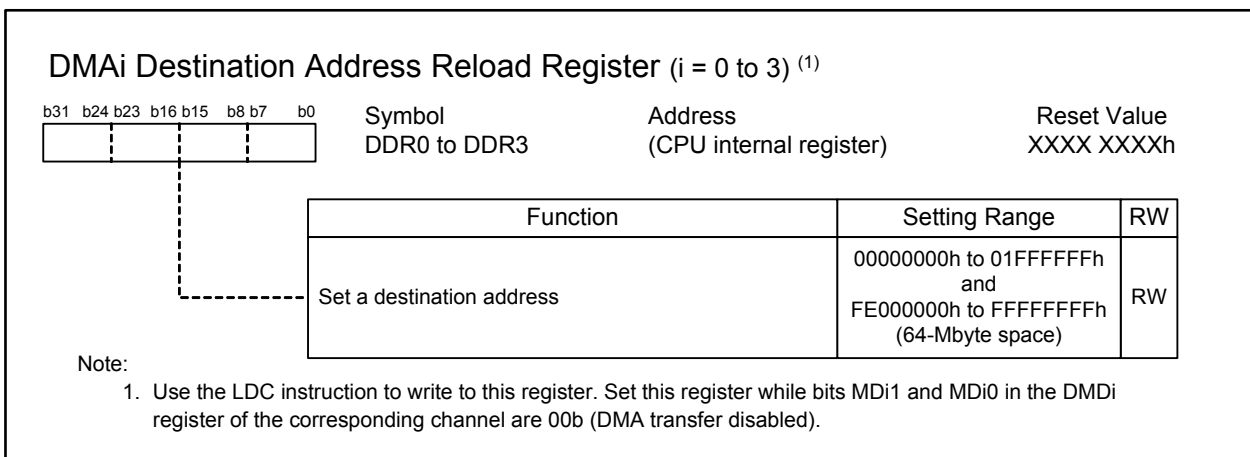 DMAi Destination Address Reload Register (i = 0 to 3) (1)
b31 b24 b23 b16 b15 b8 b7 b0
Symbol Address Reset Value
DDR0 to DDR3 (CPU internal register) XXXX XXXXh
Function Setting Range RW
Set a destination address
00000000h to 01FFFFFFh
and
FE000000h to FFFFFFFFh
(64-Mbyte space)
RW
Note:
1. Use the LDC instruction to write to this register. Set this register while bits MDi1 and MDi0 in the DMDi
register of the corresponding channel are 00b (DMA transfer disabled).